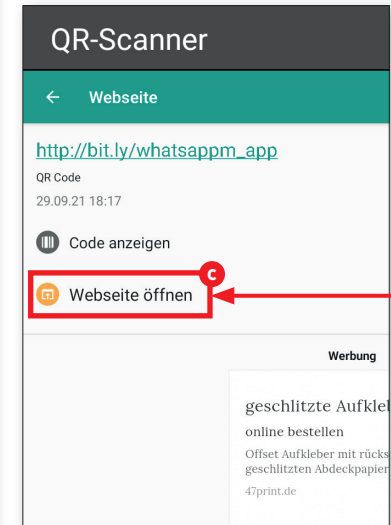 QR-Scanner
← Webseite
http://bit.ly/whatsappm_app
QR Code
29.09.21 18:17
Code anzeigen
C
Webseite öffnen
Werbung
geschlitzte Aufkle
online bestellen
Offset Aufkleber mit rücks
geschlitzten Abdeckpapier
47print.de